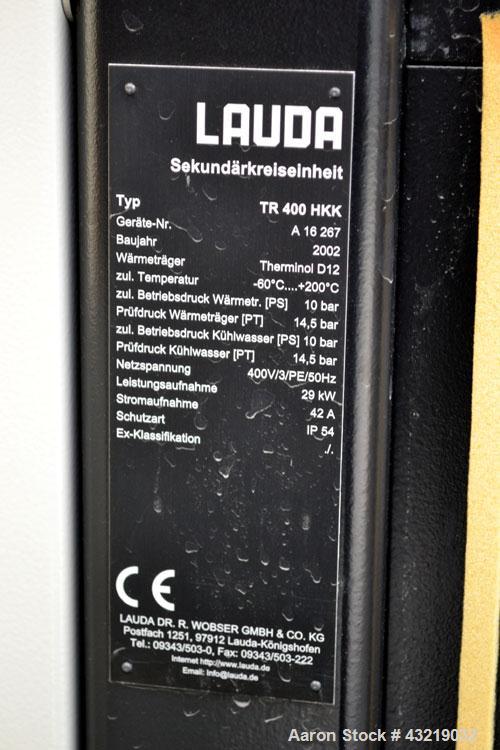 LAUDA
Sekundärkreiseinheit
Typ TR 400 HKK
Geräte-Nr. A 16 267
Baujahr 2002
Wärmeträger Therminol D12
zul. Temperatur -60°C....+200°C
zul. Betriebsdruck Wärmetr. [PS] 10 bar
Prüfdruck Wärmeträger [PT] 14,5 bar
zul. Betriebsdruck Kühlwasser [PS] 10 bar
Prüfdruck Kühlwasser [PT] 14,5 bar
Netzspannung 400V/3/PE/50Hz
Leistungsaufnahme 29 kW
Stromaufnahme 42 A
Schutzart IP 54
Ex-Klassifikation ./.
CE
LAUDA DR. R. WOBSER GMBH & CO. KG
Postfach 1251, 97912 Lauda-Königshofen
Tel.: 09343/503-0, Fax: 09343/503-222
Internet http://www.lauda.de
Email: info@lauda.de
Aaron Stock #